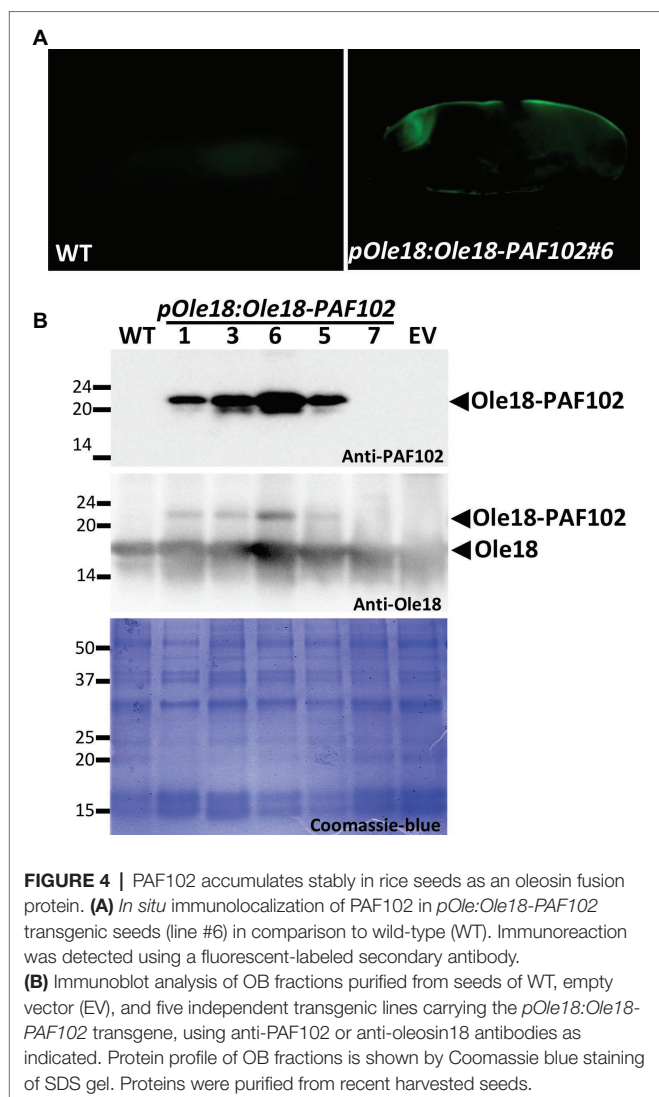 A
WT
pOle18:Ole18-PAF102#6
B
pOle18:Ole18-PAF102
WT 1 3 6 5 7 EV
24
20
14
Ole18-PAF102
Anti-PAF102
24
20
14
Ole18-PAF102
Ole18
Anti-Ole18
50
37
25
20
15
Coomassie-blue
FIGURE 4 | PAF102 accumulates stably in rice seeds as an oleosin fusion
protein. (A) In situ immunolocalization of PAF102 in pOle:Ole18-PAF102
transgenic seeds (line #6) in comparison to wild-type (WT). Immunoreaction
was detected using a fluorescent-labeled secondary antibody.
(B) Immunoblot analysis of OB fractions purified from seeds of WT, empty
vector (EV), and five independent transgenic lines carrying the pOle18:Ole18-
PAF102 transgene, using anti-PAF102 or anti-oleosin18 antibodies as
indicated. Protein profile of OB fractions is shown by Coomassie blue staining
of SDS gel. Proteins were purified from recent harvested seeds.